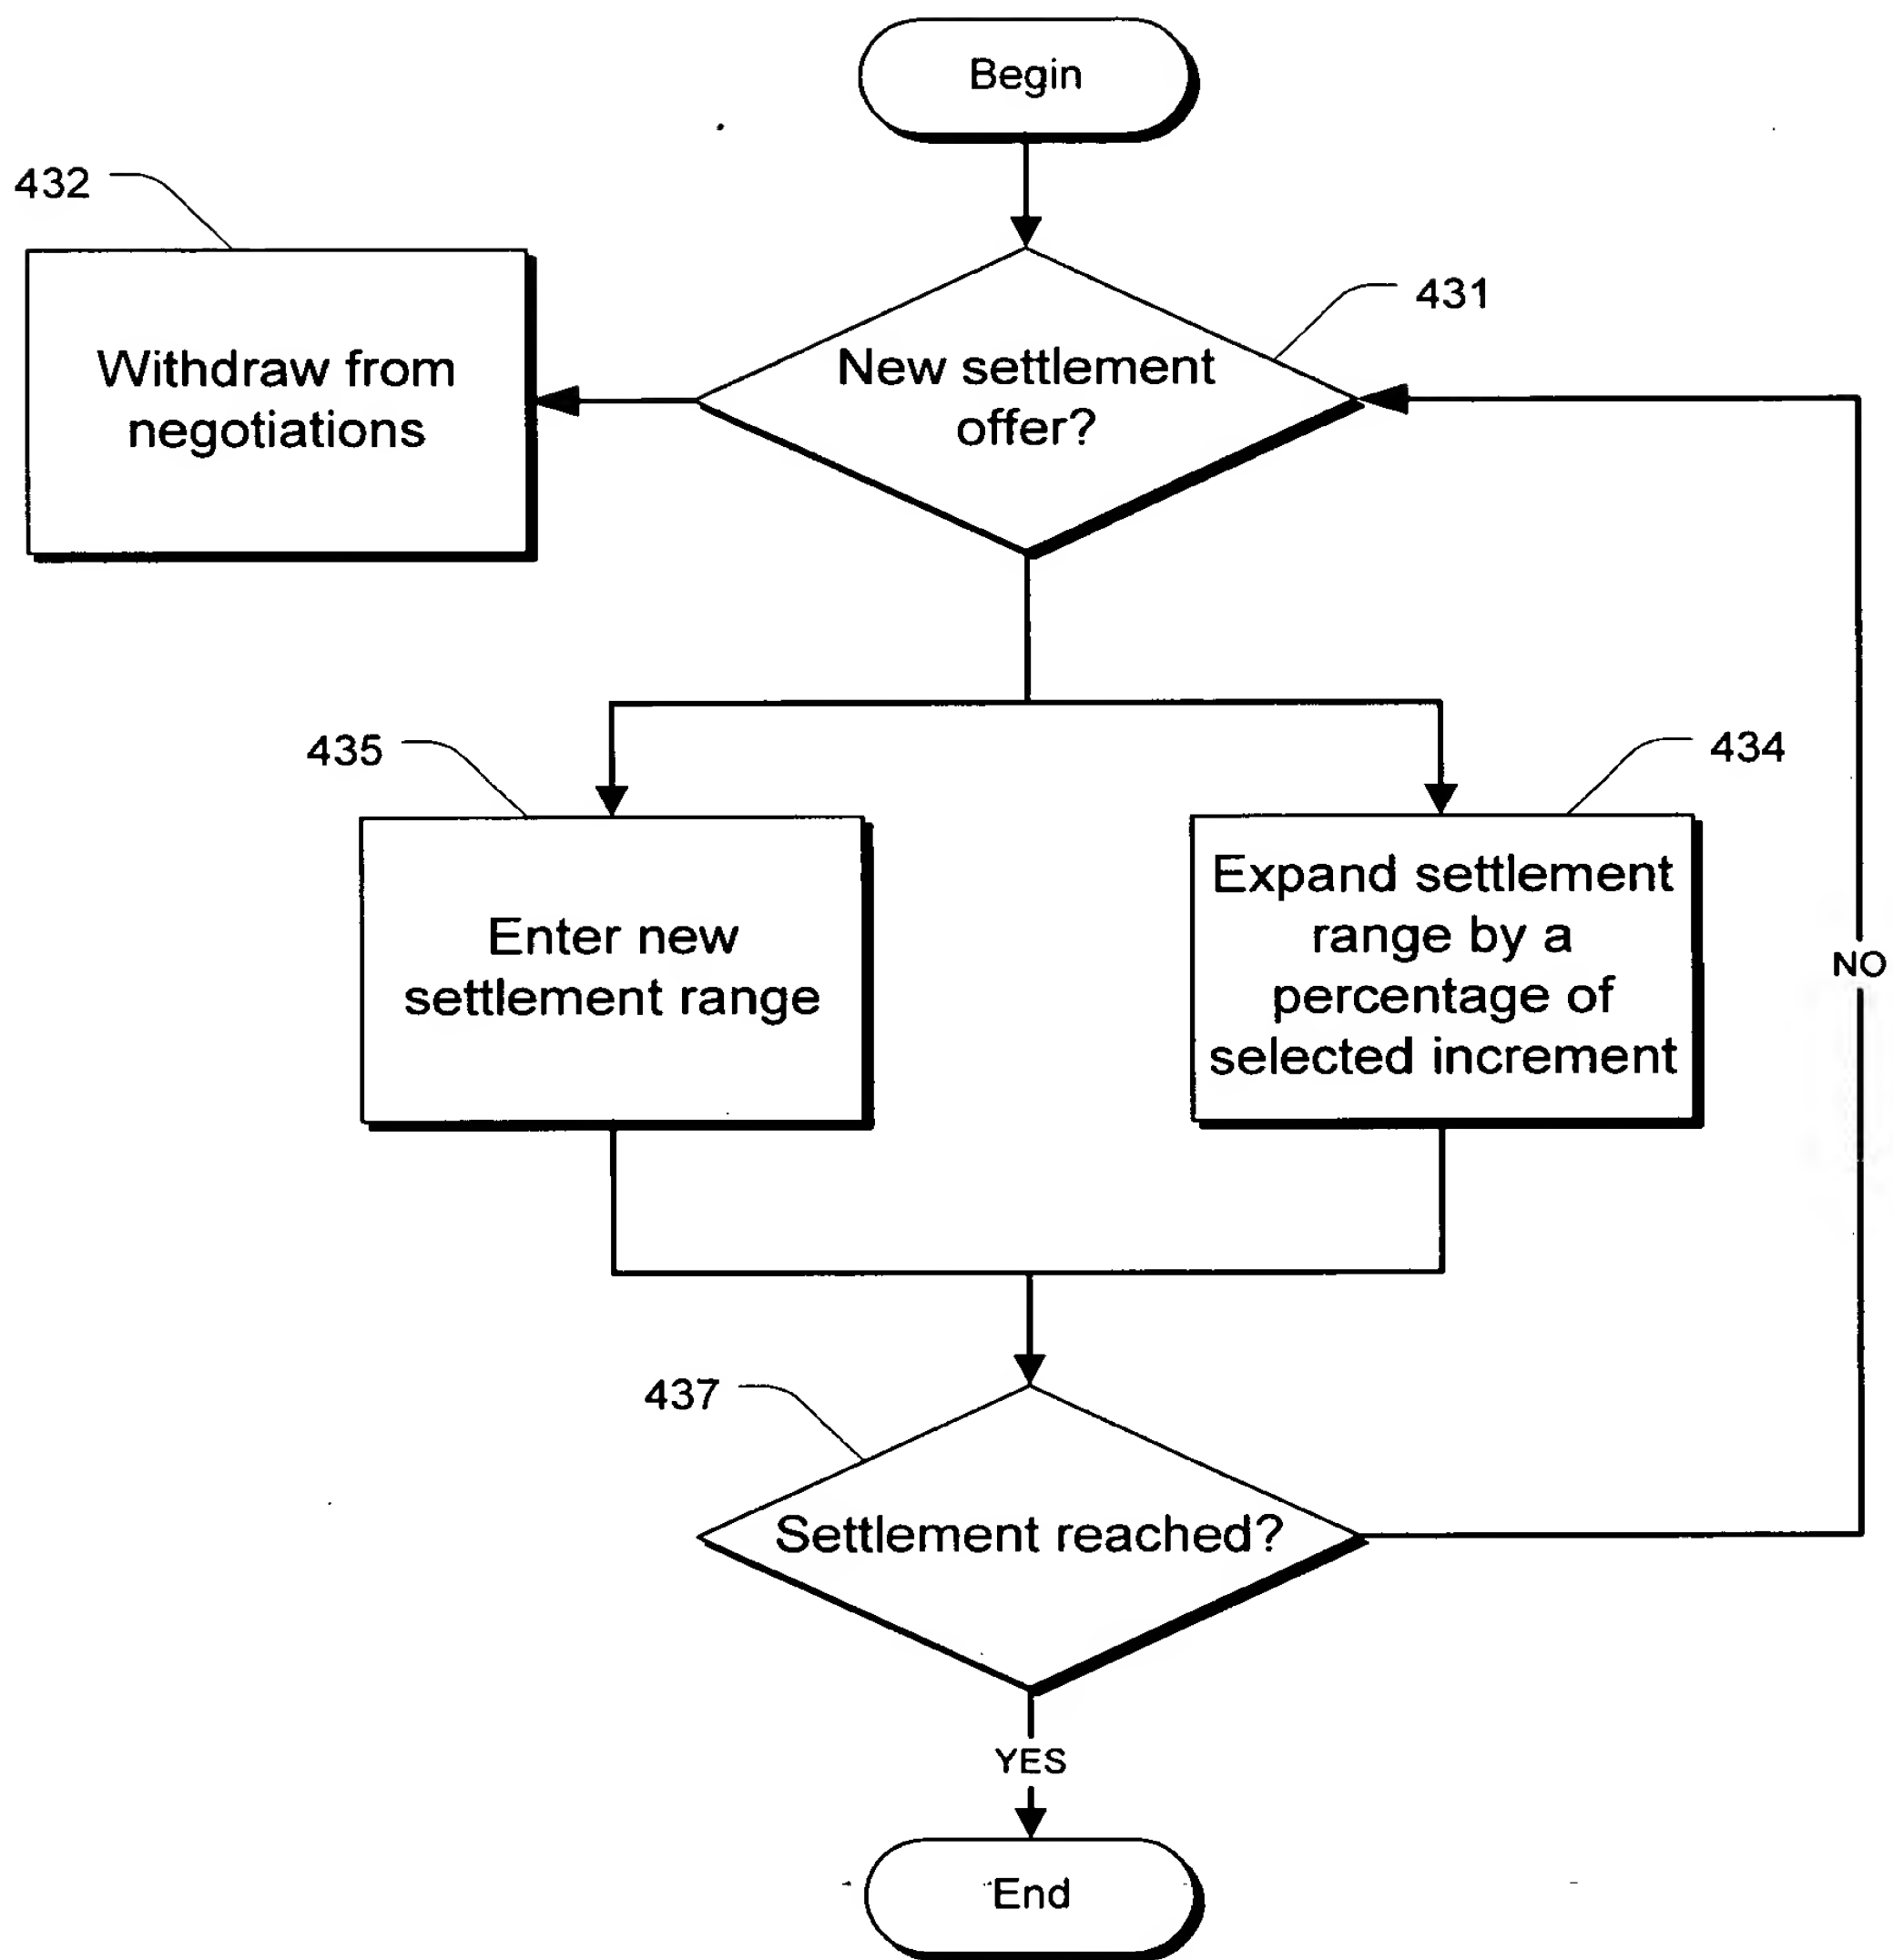 Begin
432
431
Withdraw from
negotiations
New settlement
offer?
435
434
Enter new
settlement range
Expand settlement
range by a
percentage of
selected increment
NO
437
Settlement reached?
YES
End